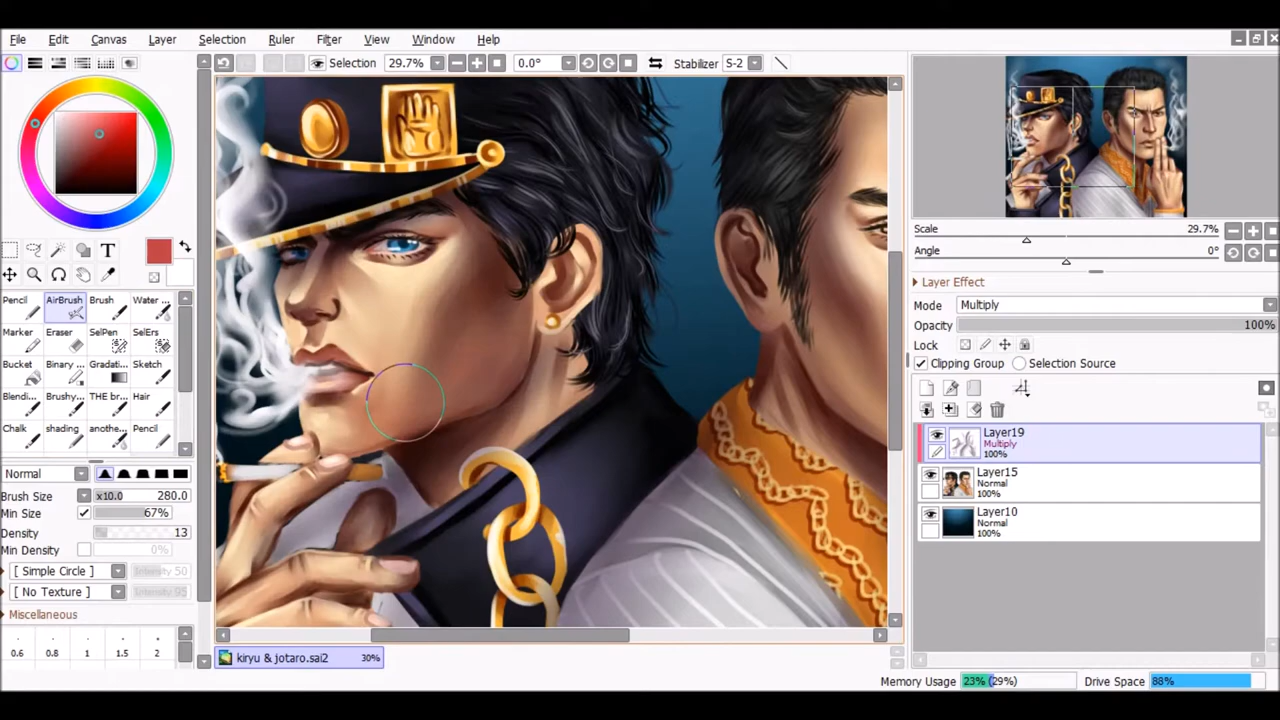 File Edit Canvas Layer Selection Ruler Filter View Window Help
Selection 29.7% 0.0° Stabilizer S-2
Scale 29.7%
Angle 0°
Layer Effect
Mode Multiply
Opacity 100%
Lock
Clipping Group Selection Source
Layer19
Multiply
100%
Layer15
Normal
100%
Layer10
Normal
100%
T
Pencil AirBrush Brush Water ...
Marker Eraser SelPen SelErs
Bucket Binary ... Gradati... Sketch
Blendi... Brushy... THE br... Hair
Chalk shading anothe... Pencil
Normal
Brush Size x10.0 280.0
Min Size 67%
Density 13
Min Density 0%
[ Simple Circle ] Intensity 50
[ No Texture ] Intensity 95
Miscellaneous
0.6 0.8 1 1.5 2
kiryu & jotaro.sai2 30%
Memory Usage 23% (29%) Drive Space 88%